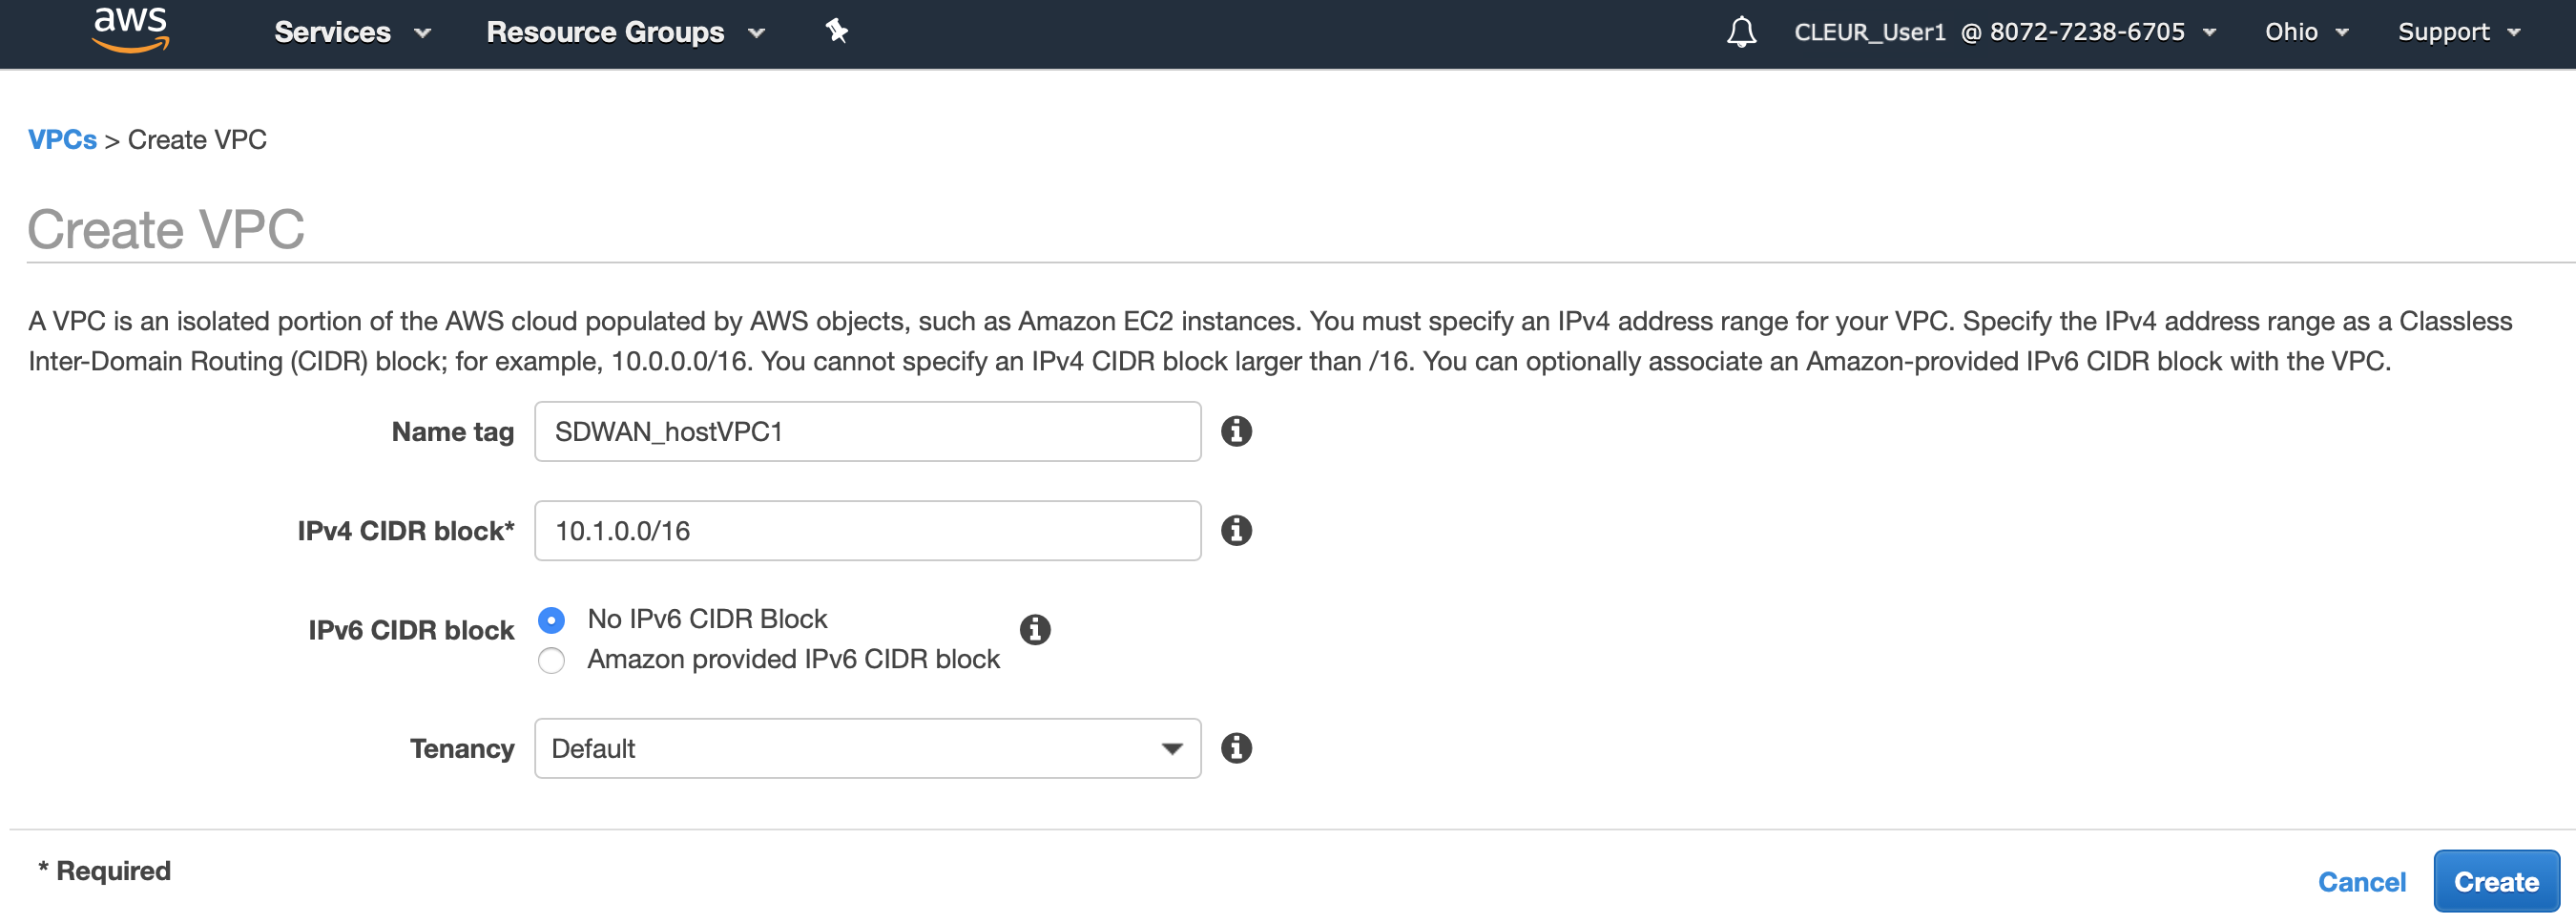 aws Services Resource Groups CLEUR_User1 @ 8072-7238-6705 Ohio Support
VPCs > Create VPC
Create VPC
A VPC is an isolated portion of the AWS cloud populated by AWS objects, such as Amazon EC2 instances. You must specify an IPv4 address range for your VPC. Specify the IPv4 address range as a Classless
Inter-Domain Routing (CIDR) block; for example, 10.0.0.0/16. You cannot specify an IPv4 CIDR block larger than /16. You can optionally associate an Amazon-provided IPv6 CIDR block with the VPC.
Name tag SDWAN_hostVPC1
IPv4 CIDR block* 10.1.0.0/16
IPv6 CIDR block No IPv6 CIDR Block
Amazon provided IPv6 CIDR block
Tenancy Default
* Required
Cancel Create